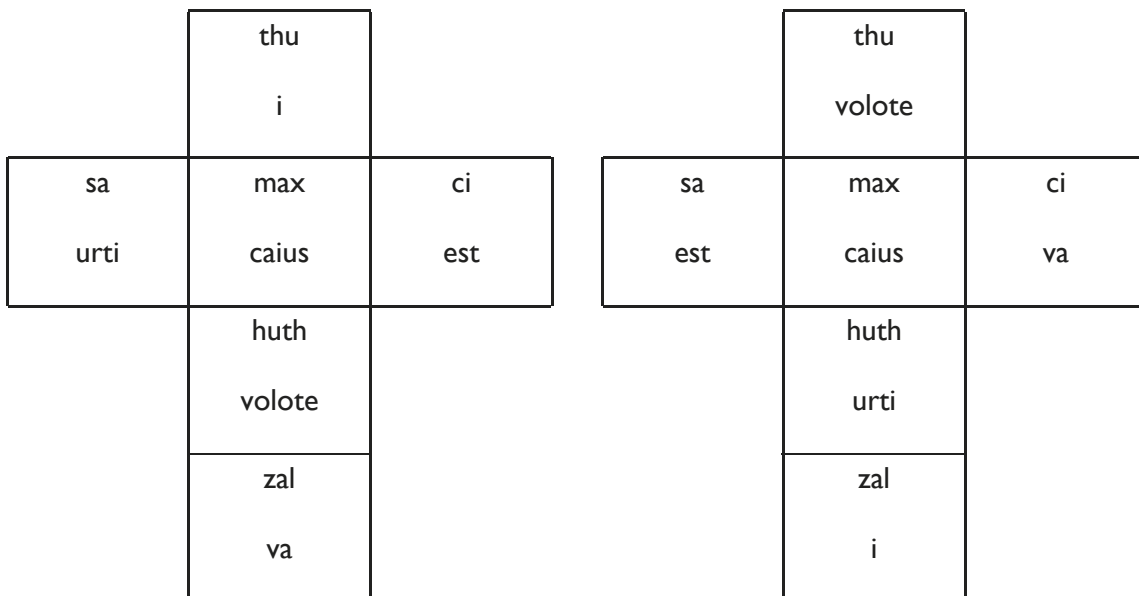 thu
i
sa max ci
urti caius est
huth
volote
zal
va
thu
volote
sa max ci
est caius va
huth
urti
zal
i